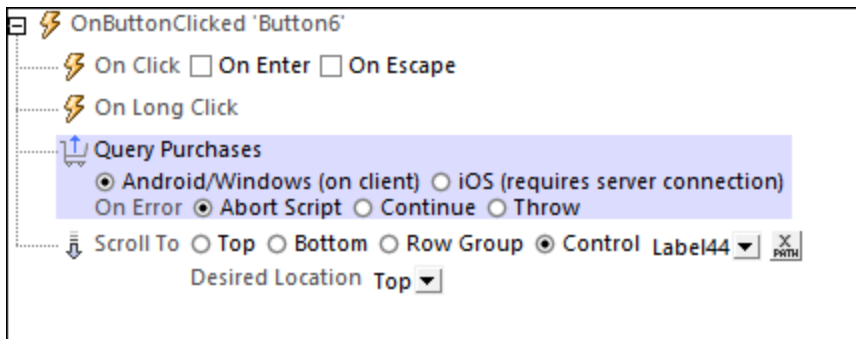 OnButtonClicked 'Button6'
On Click On Enter On Escape
On Long Click
Query Purchases
Android/Windows (on client) iOS (requires server connection)
On Error Abort Script Continue Throw
Scroll To Top Bottom Row Group Control Label44 X PATH
Desired Location Top